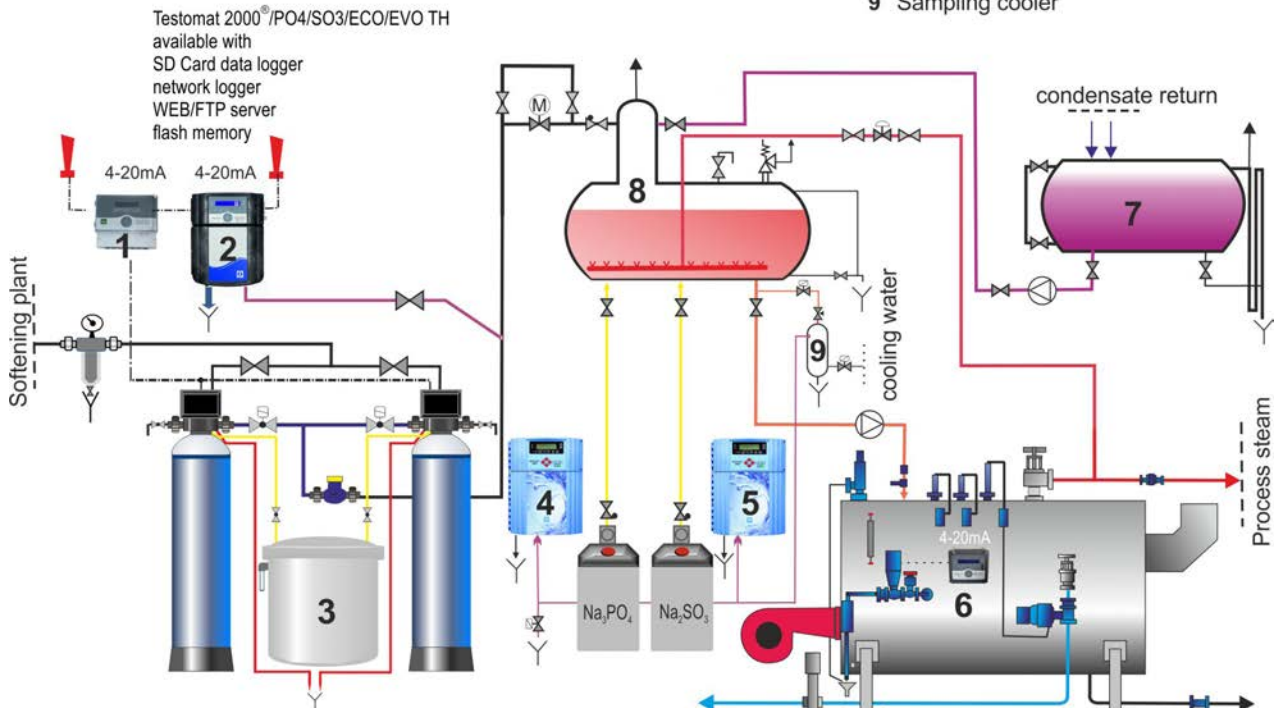 9 Sampling cooler
Testomat 2000®/PO4/SO3/ECO/EVO TH
available with
SD Card data logger
network logger
WEB/FTP server
flash memory
4-20mA
4-20mA
1
2
Softening plant
3
M
8
condensate return
7
9
cooling water
4
5
Na3PO4
Na2SO3
4-20mA
6
Process steam